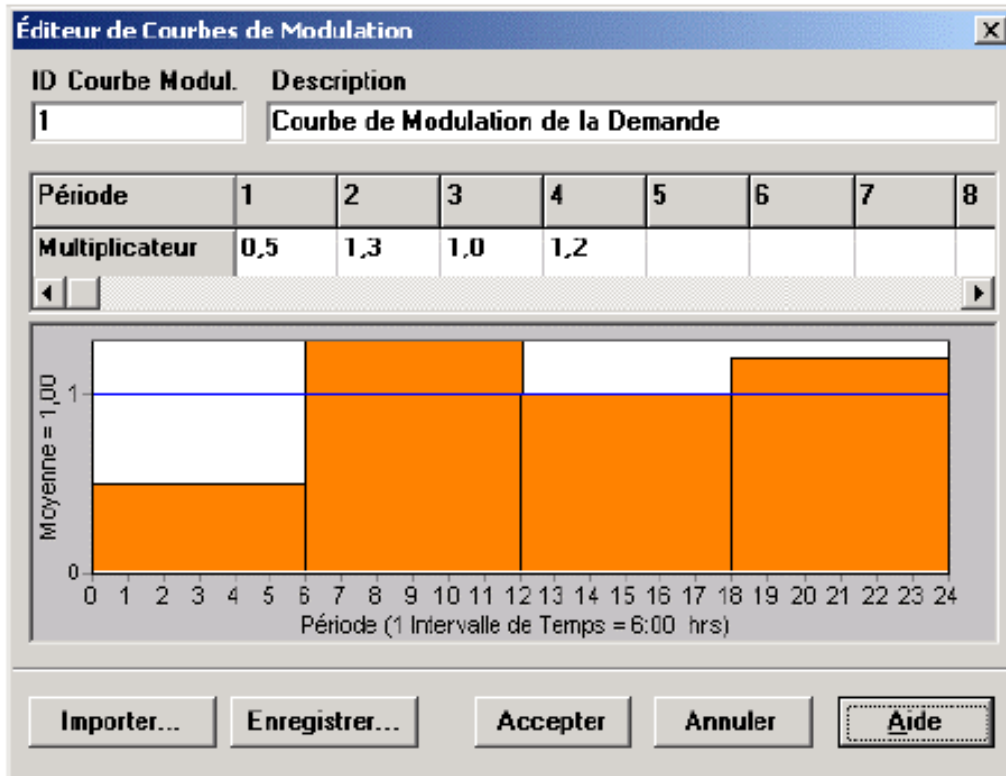 Éditeur de Courbes de Modulation
ID Courbe Modul. Description
1 Courbe de Modulation de la Demande
Période 1 2 3 4 5 6 7 8
Multiplicateur 0,5 1,3 1,0 1,2
Moyenne = 1,00
1
0
0 1 2 3 4 5 6 7 8 9 10 11 12 13 14 15 16 17 18 19 20 21 22 23 24
Période (1 Intervalle de Temps = 6:00 hrs)
Importer... Enregistrer... Accepter Annuler Aide